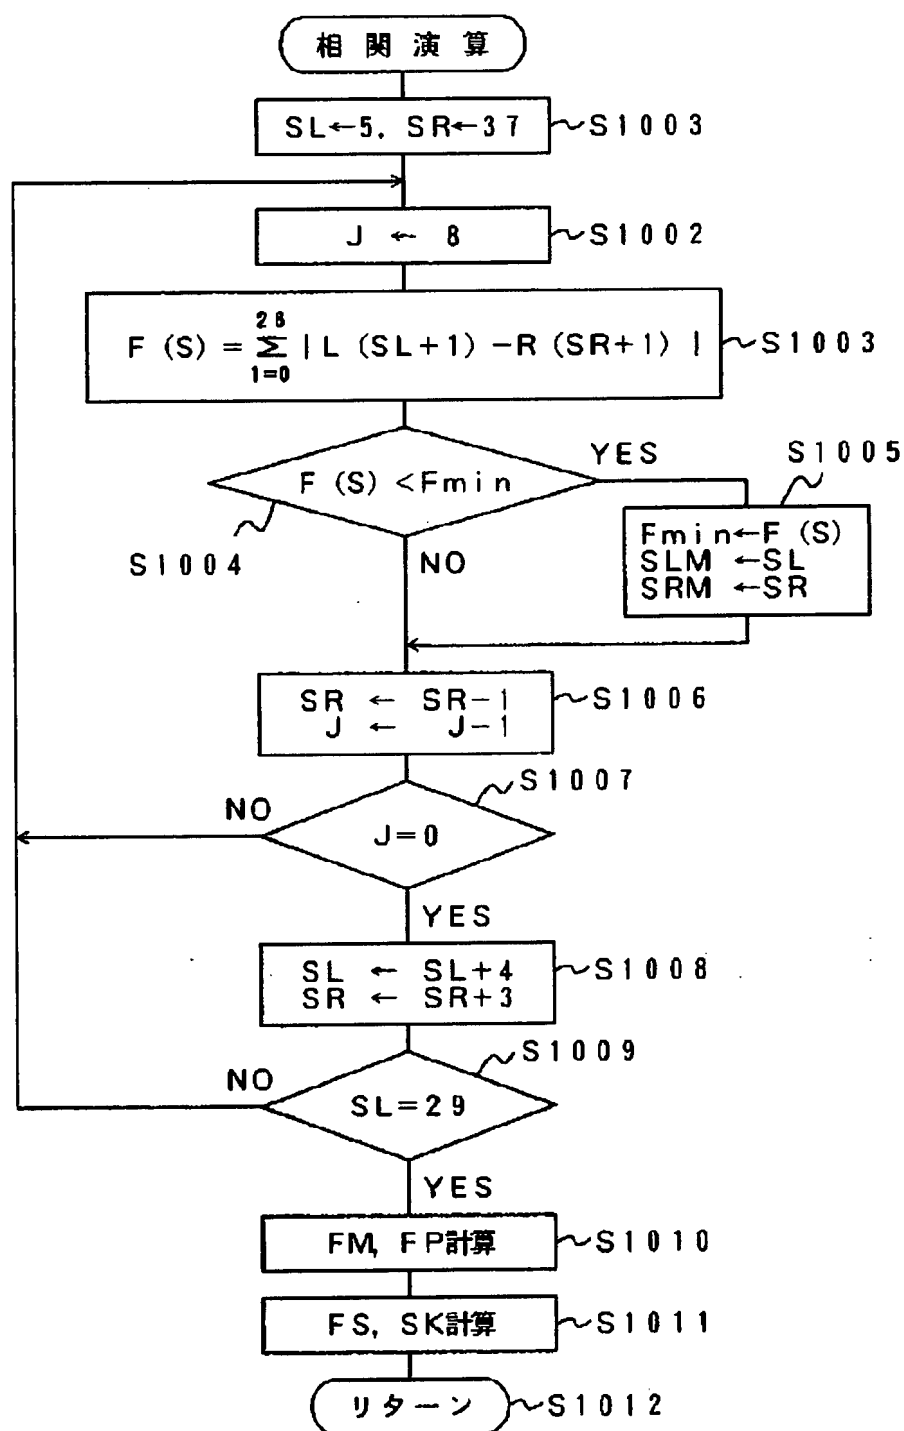 相関演算
SL←5, SR←37
S1003
J ← 8
S1002
26
F (S) = Σ | L (SL+1) −R (SR+1) |
1=0
S1003
F (S) <Fmin
YES
S1005
Fmin←F (S)
SLM ←SL
SRM ←SR
S1004
NO
SR ← SR−1
J ← J−1
S1006
S1007
NO
J=0
YES
SL ← SL+4
SR ← SR+3
S1008
S1009
NO
SL=29
YES
FM, FP計算
S1010
FS, SK計算
S1011
リターン
S1012